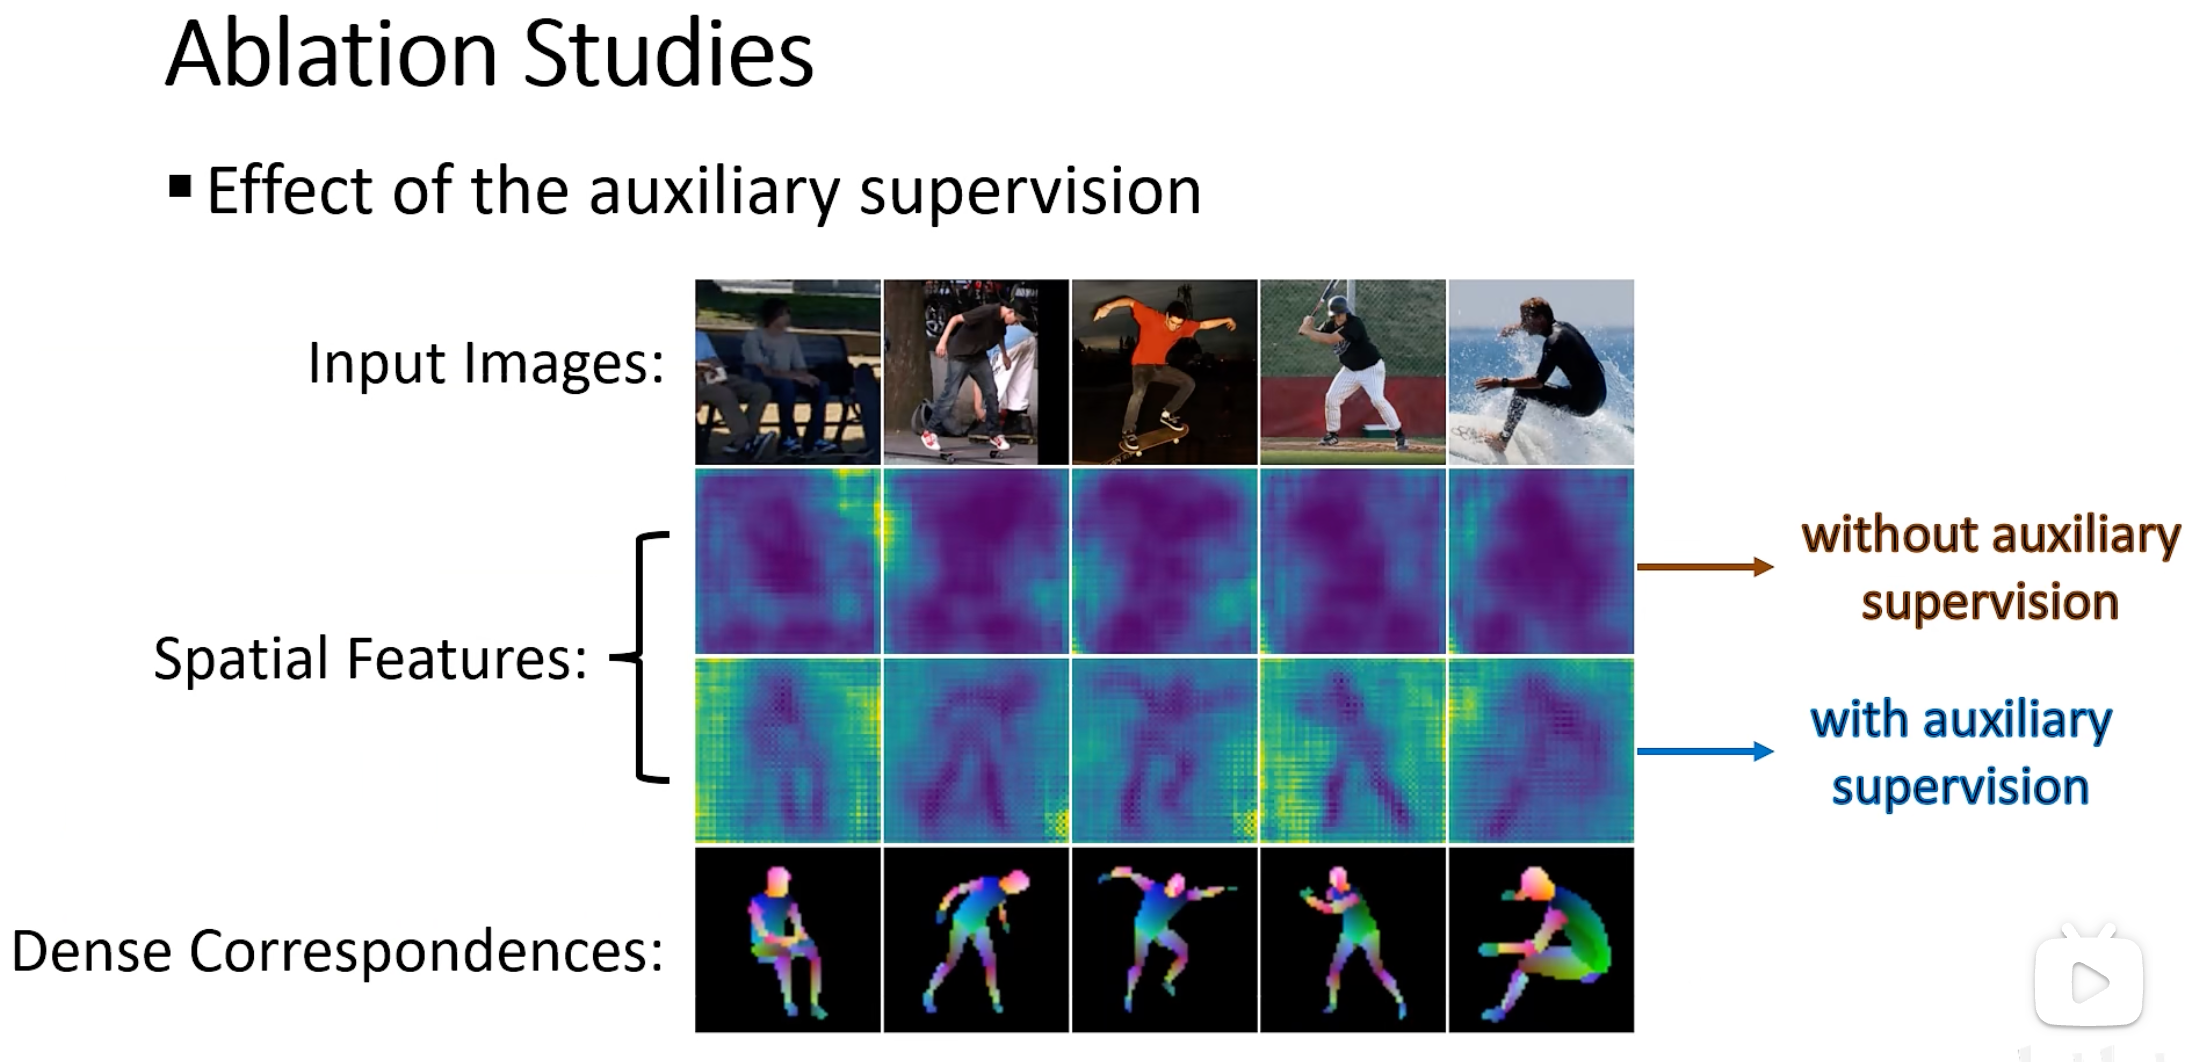 Ablation Studies
▪ Effect of the auxiliary supervision
Input Images:
Spatial Features:
without auxiliary
supervision
with auxiliary
supervision
Dense Correspondences: